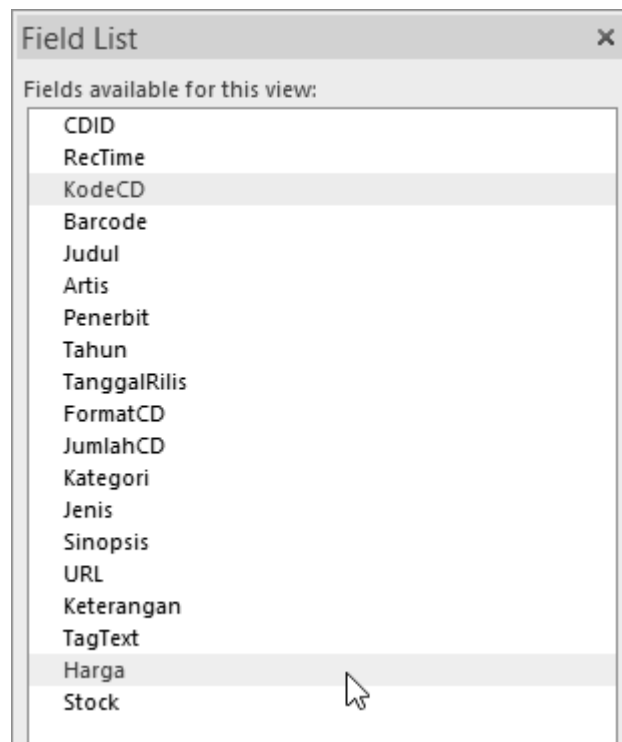 Field List
Fields available for this view:
CDID
RecTime
KodeCD
Barcode
Judul
Artis
Penerbit
Tahun
TanggalRilis
FormatCD
JumlahCD
Kategori
Jenis
Sinopsis
URL
Keterangan
TagText
Harga
Stock